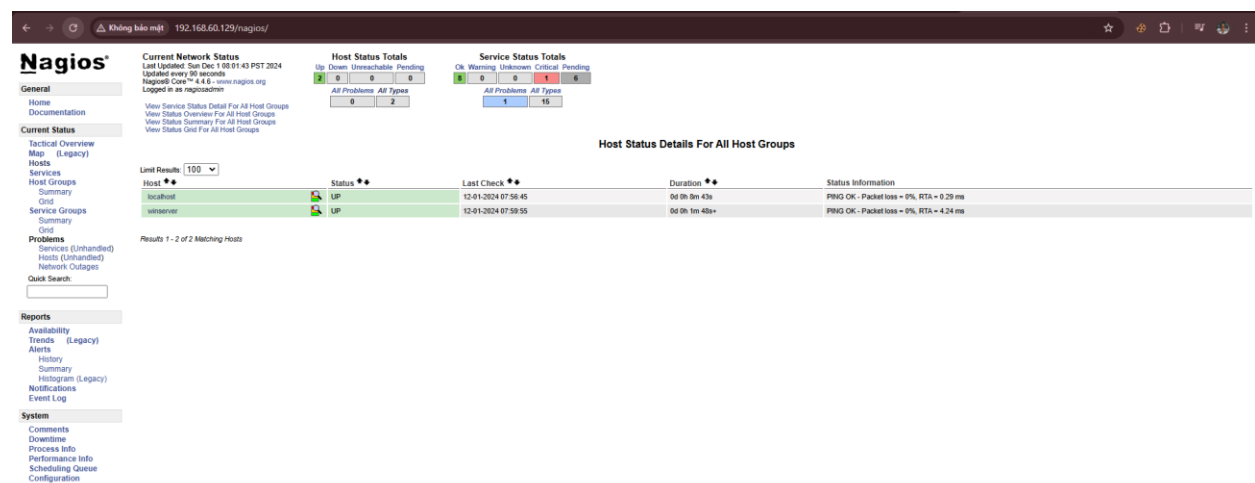 Không bảo mật 192.168.60.129/nagios/
Nagios®
General
Home
Documentation
Current Status
Tactical Overview
Map (Legacy)
Hosts
Services
Host Groups
Summary
Grid
Service Groups
Summary
Grid
Problems
Services (Unhandled)
Hosts (Unhandled)
Network Outages
Quick Search:
Reports
Availability
Trends (Legacy)
Alerts
History
Summary
Histogram (Legacy)
Notifications
Event Log
System
Comments
Downtime
Process Info
Performance Info
Scheduling Queue
Configuration
Current Network Status
Last Updated: Sun Dec 1 08:01:43 PST 2024
Updated every 90 seconds
Nagios® Core™ 4.4.6 - www.nagios.org
Logged in as nagiosadmin
View Service Status Detail For All Host Groups
View Status Overview For All Host Groups
View Status Summary For All Host Groups
View Status Grid For All Host Groups
Host Status Totals
Up Down Unreachable Pending
2 0 0 0
All Problems All Types
0 2
Service Status Totals
Ok Warning Unknown Critical Pending
8 0 0 1 6
All Problems All Types
1 15
Host Status Details For All Host Groups
Limit Results: 100
Host Status Last Check Duration Status Information
localhost UP 12-01-2024 07:56:45 0d 0h 8m 43s PING OK - Packet loss = 0%, RTA = 0.29 ms
winserver UP 12-01-2024 07:59:55 0d 0h 1m 48s+ PING OK - Packet loss = 0%, RTA = 4.24 ms
Results 1 - 2 of 2 Matching Hosts